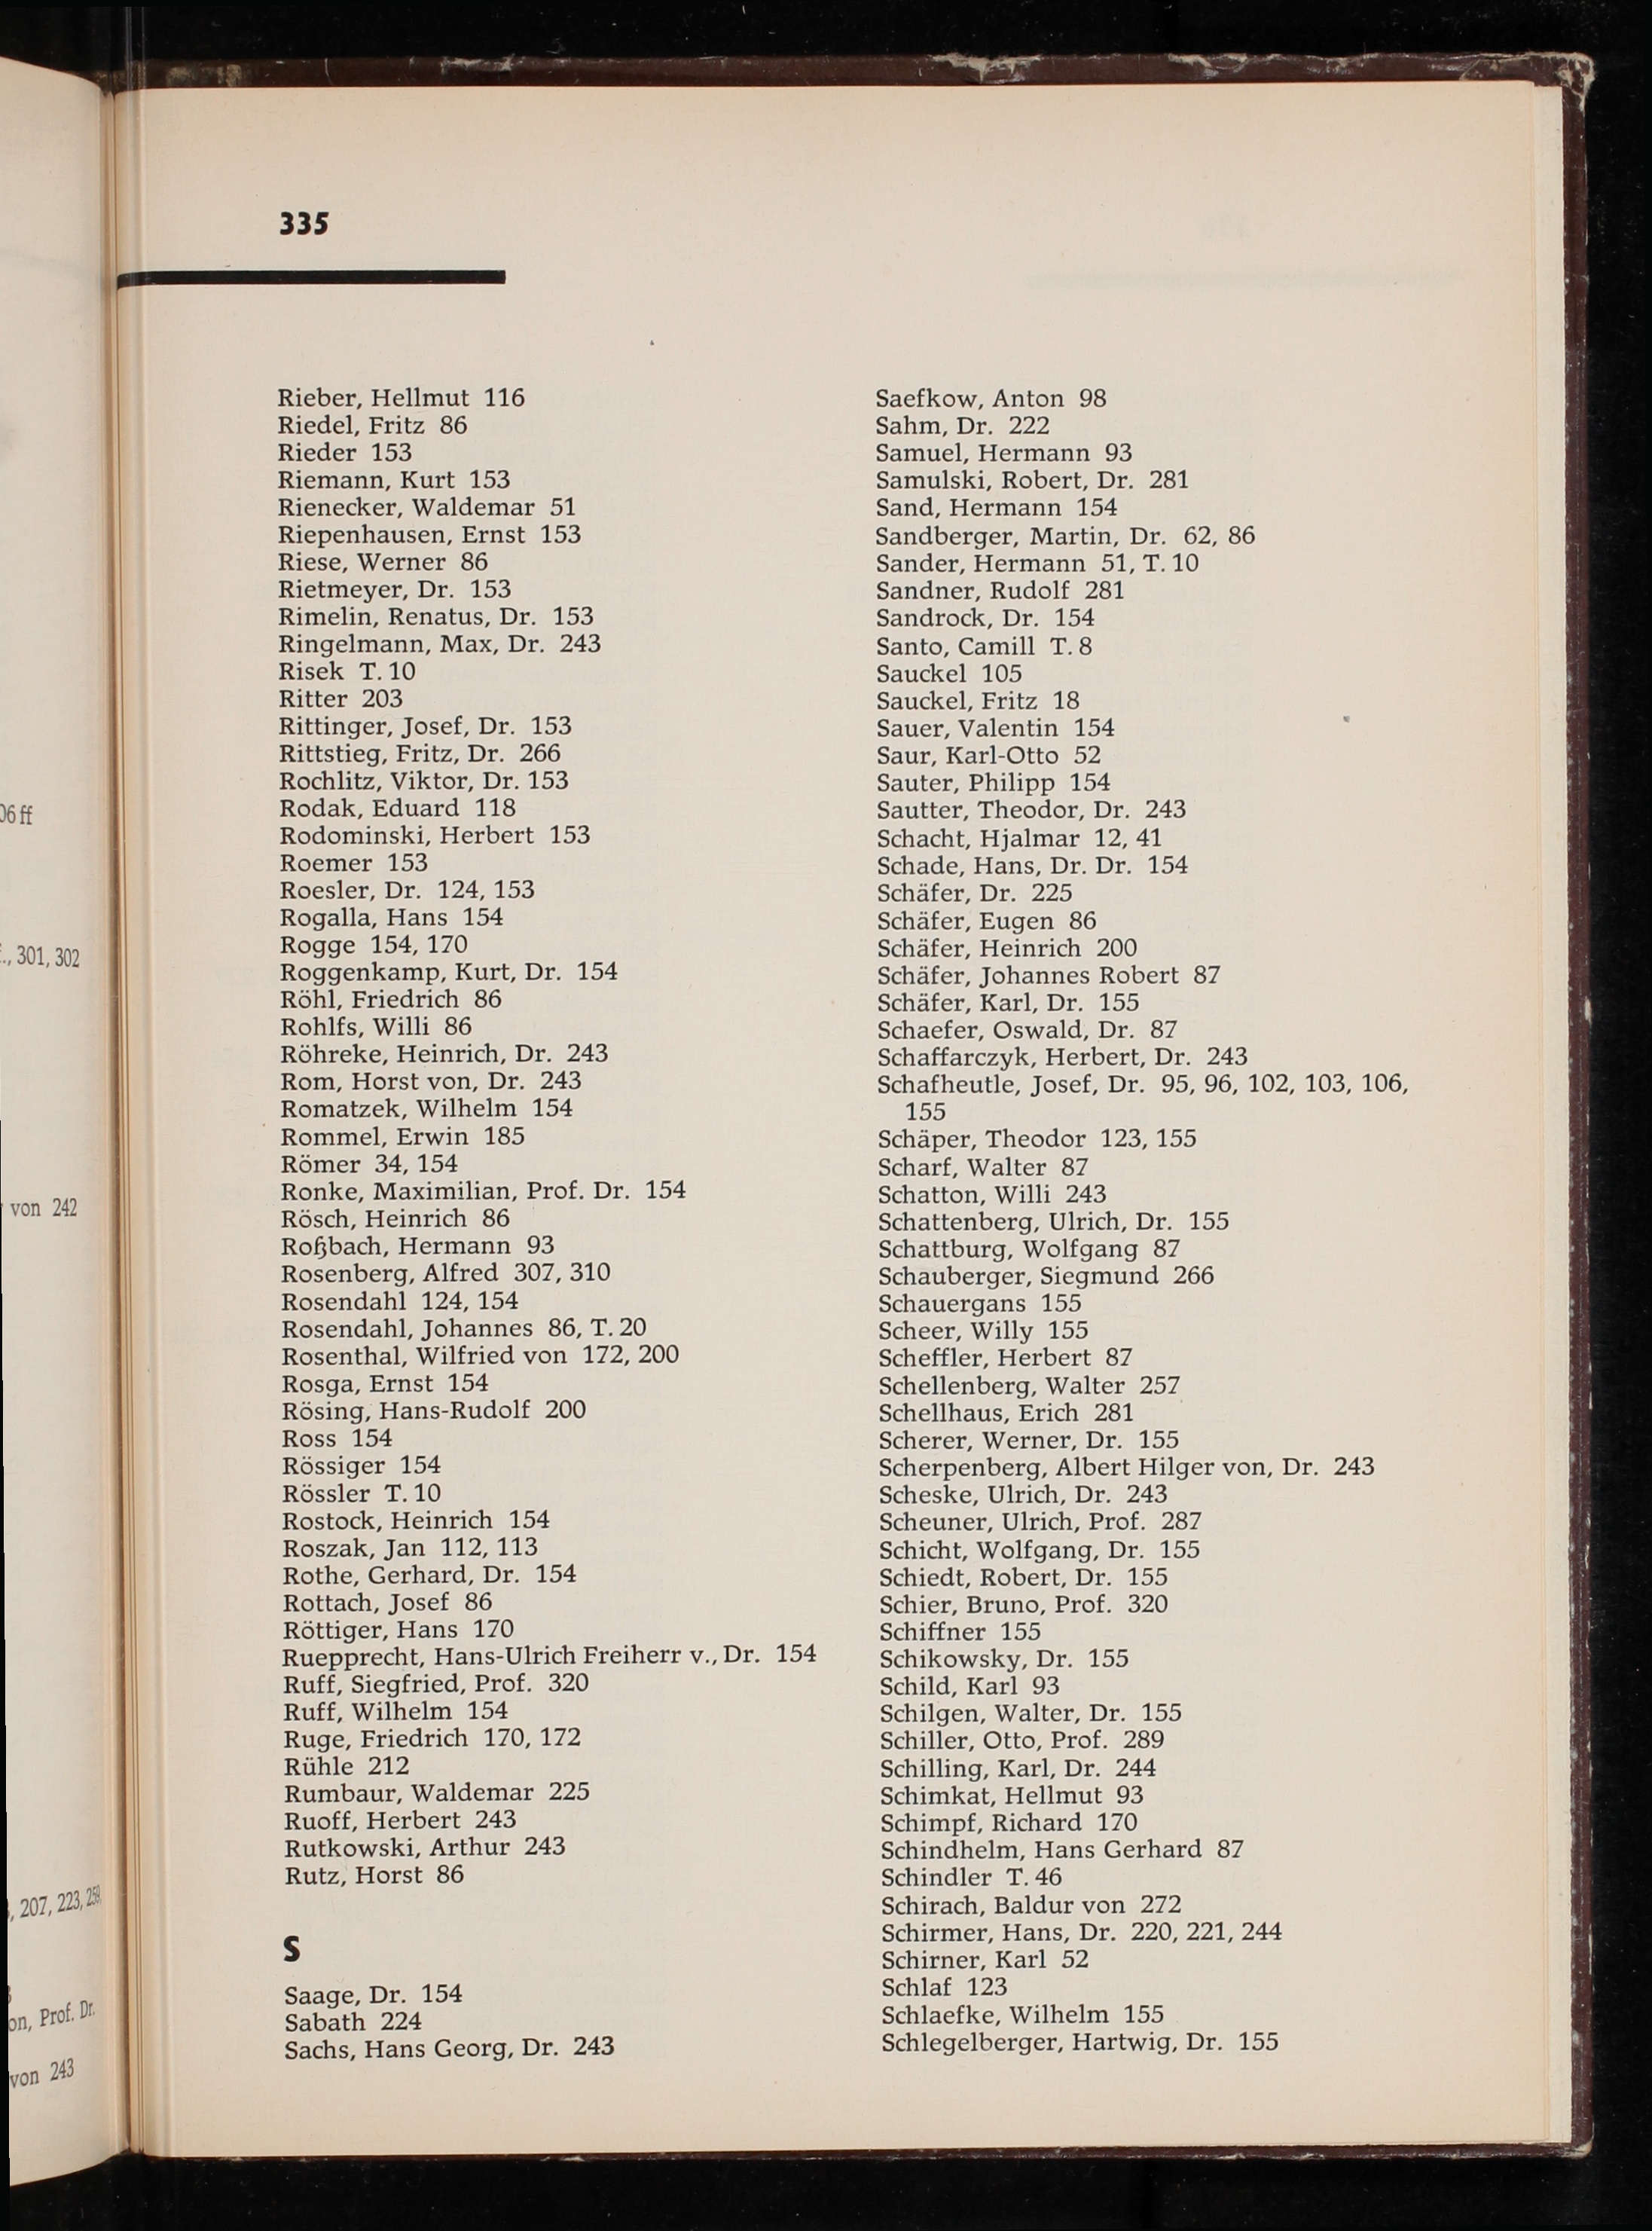 335
Rieber, Hellmut 116
Riedel, Fritz 86
Rieder 153
Riemann, Kurt 153
Rienecker, Waldemar 51
Riepenhausen, Ernst 153
Riese, Werner 86
Rietmeyer, Dr. 153
Rimelin, Renatus, Dr. 153
Ringelmann, Max, Dr. 243
Risek T. 10
Ritter 203
Rittinger, Josef, Dr. 153
Rittstieg, Fritz, Dr. 266
Rochlitz, Viktor, Dr. 153
Rodak, Eduard 118
Rodominski, Herbert 153
Roemer 153
Roesler, Dr. 124, 153
Rogalla, Hans 154
Rogge 154, 170
Roggenkamp, Kurt, Dr. 154
Röhl, Friedrich 86
Rohlfs, Willi 86
Röhreke, Heinrich, Dr. 243
Rom, Horst von, Dr. 243
Romatzek, Wilhelm 154
Rommel, Erwin 185
Römer 34, 154
Ronke, Maximilian, Prof. Dr. 154
Rösch, Heinrich 86
Roßbach, Hermann 93
Rosenberg, Alfred 307, 310
Rosendahl 124, 154
Rosendahl, Johannes 86, T. 20
Rosenthal, Wilfried von 172, 200
Rosga, Ernst 154
Rösing, Hans-Rudolf 200
Ross 154
Rössiger 154
Rössler T. 10
Rostock, Heinrich 154
Roszak, Jan 112, 113
Rothe, Gerhard, Dr. 154
Rottach, Josef 86
Röttiger, Hans 170
Ruepprecht, Hans-Ulrich Freiherr v., Dr. 154
Ruff, Siegfried, Prof. 320
Ruff, Wilhelm 154
Ruge, Friedrich 170, 172
Rühle 212
Rumbaur, Waldemar 225
Ruoff, Herbert 243
Rutkowski, Arthur 243
Rutz, Horst 86
S
Saage, Dr. 154
Sabath 224
Sachs, Hans Georg, Dr. 243
Saefkow, Anton 98
Sahm, Dr. 222
Samuel, Hermann 93
Samulski, Robert, Dr. 281
Sand, Hermann 154
Sandberger, Martin, Dr. 62, 86
Sander, Hermann 51, T. 10
Sandner, Rudolf 281
Sandrock, Dr. 154
Santo, Camill T. 8
Sauckel 105
Sauckel, Fritz 18
Sauer, Valentin 154
Saur, Karl-Otto 52
Sauter, Philipp 154
Sautter, Theodor, Dr. 243
Schacht, Hjalmar 12, 41
Schade, Hans, Dr. Dr. 154
Schäfer, Dr. 225
Schäfer, Eugen 86
Schäfer, Heinrich 200
Schäfer, Johannes Robert 87
Schäfer, Karl, Dr. 155
Schaefer, Oswald, Dr. 87
Schaffarczyk, Herbert, Dr. 243
Schafheutle, Josef, Dr. 95, 96, 102, 103, 106,
155
Schäper, Theodor 123, 155
Scharf, Walter 87
Schatton, Willi 243
Schattenberg, Ulrich, Dr. 155
Schattburg, Wolfgang 87
Schauberger, Siegmund 266
Schauergans 155
Scheer, Willy 155
Scheffler, Herbert 87
Schellenberg, Walter 257
Schellhaus, Erich 281
Scherer, Werner, Dr. 155
Scherpenberg, Albert Hilger von, Dr. 243
Scheske, Ulrich, Dr. 243
Scheuner, Ulrich, Prof. 287
Schicht, Wolfgang, Dr. 155
Schiedt, Robert, Dr. 155
Schier, Bruno, Prof. 320
Schiffner 155
Schikowsky, Dr. 155
Schild, Karl 93
Schilgen, Walter, Dr. 155
Schiller, Otto, Prof. 289
Schilling, Karl, Dr. 244
Schimkat, Hellmut 93
Schimpf, Richard 170
Schindhelm, Hans Gerhard 87
Schindler T. 46
Schirach, Baldur von 272
Schirmer, Hans, Dr. 220, 221, 244
Schirner, Karl 52
Schlaf 123
Schlaefke, Wilhelm 155
Schlegelberger, Hartwig, Dr. 155